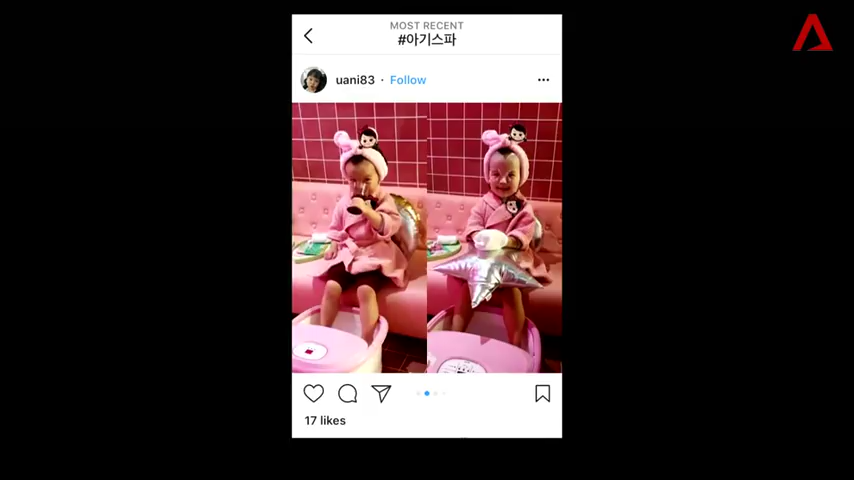 MOST RECENT
#아기스파
uani83 · Follow
17 likes